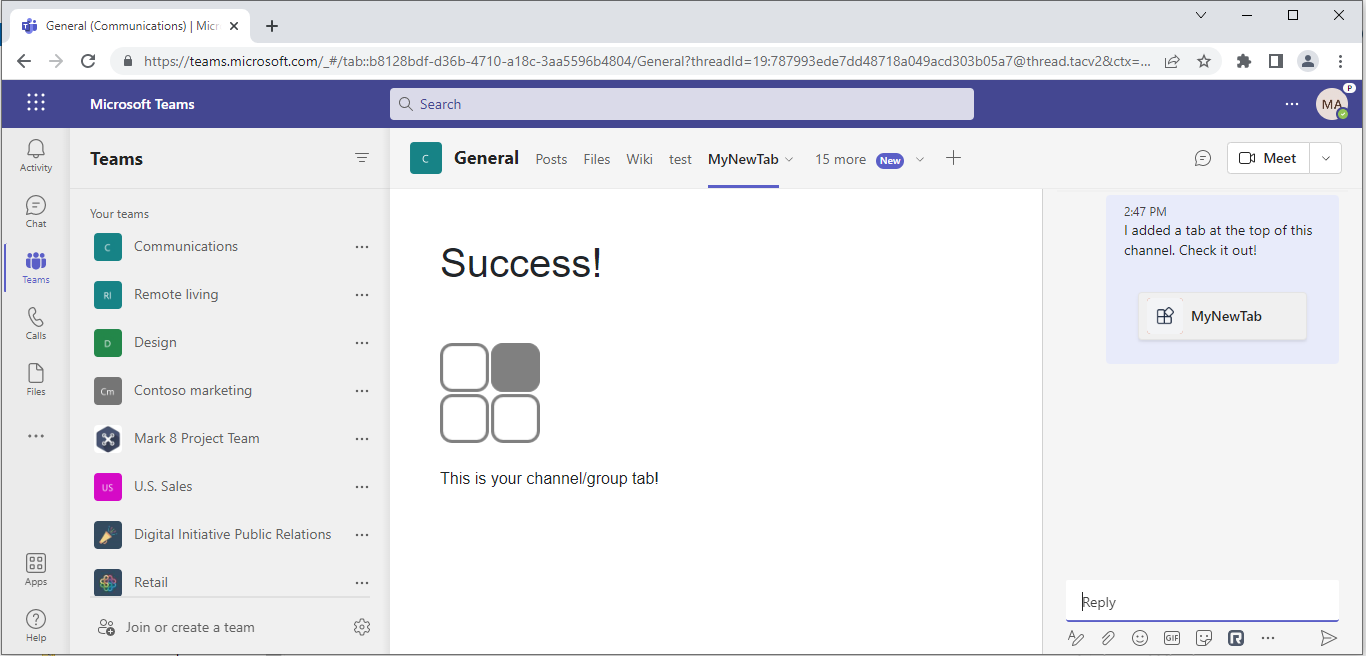 General (Communications) | Micr
https://teams.microsoft.com/_#/tab::b8128bdf-d36b-4710-a18c-3aa5596b4804/General?threadId=19:787993ede7dd48718a049acd303b05a7@thread.tacv2&ctx=...
Microsoft Teams
Search
MA
P
Activity
Chat
Teams
Calls
Files
Apps
Help
Teams
Your teams
C Communications
RI Remote living
D Design
Cm Contoso marketing
Mark 8 Project Team
US U.S. Sales
Digital Initiative Public Relations
Retail
Join or create a team
C General Posts Files Wiki test MyNewTab 15 more New
Meet
Success!
This is your channel/group tab!
2:47 PM
I added a tab at the top of this
channel. Check it out!
MyNewTab
Reply
GIF